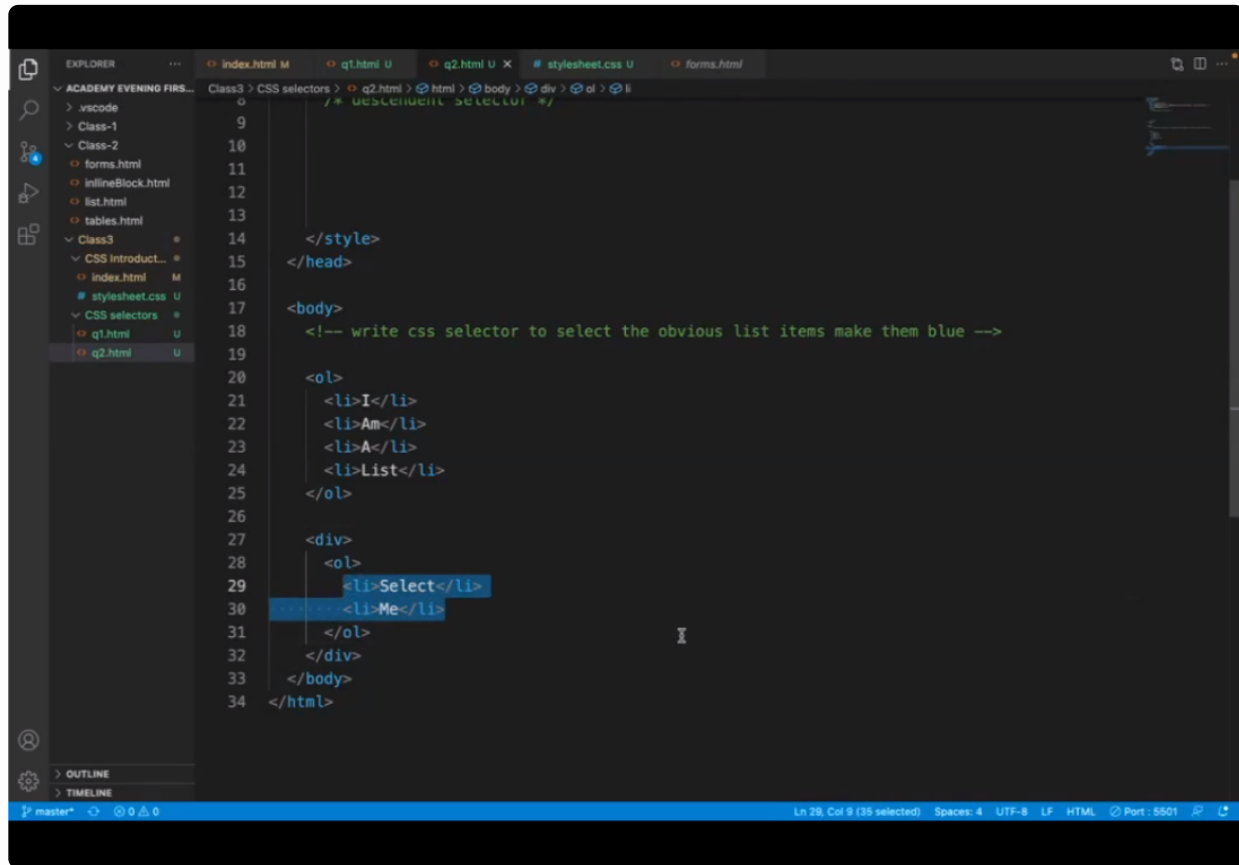 EXPLORER ···
index.html M q1.html U q2.html U × stylesheet.css U forms.html ···
ACADEMY EVENING FIRS...
Class3 > CSS selectors > q2.html > html > body > div > ol > li
> .vscode
> Class-1
Class-2
forms.html
inllineBlock.html
list.html
tables.html
Class3
CSS Introduct...
index.html M
stylesheet.css U
CSS selectors
q1.html U
q2.html U
4
8 /* descendent selector */
9
10
11
12
13
14 </style>
15 </head>
16
17 <body>
18 <!-- write css selector to select the obvious list items make them blue -->
19
20 <ol>
21 <li>I</li>
22 <li>Am</li>
23 <li>A</li>
24 <li>List</li>
25 </ol>
26
27 <div>
28 <ol>
29 <li>Select</li>
30 <li>Me</li>
31 </ol>
32 </div>
33 </body>
34 </html>
> OUTLINE
> TIMELINE
master* 0 0 Ln 29, Col 9 (35 selected) Spaces: 4 UTF-8 LF HTML Port : 5501